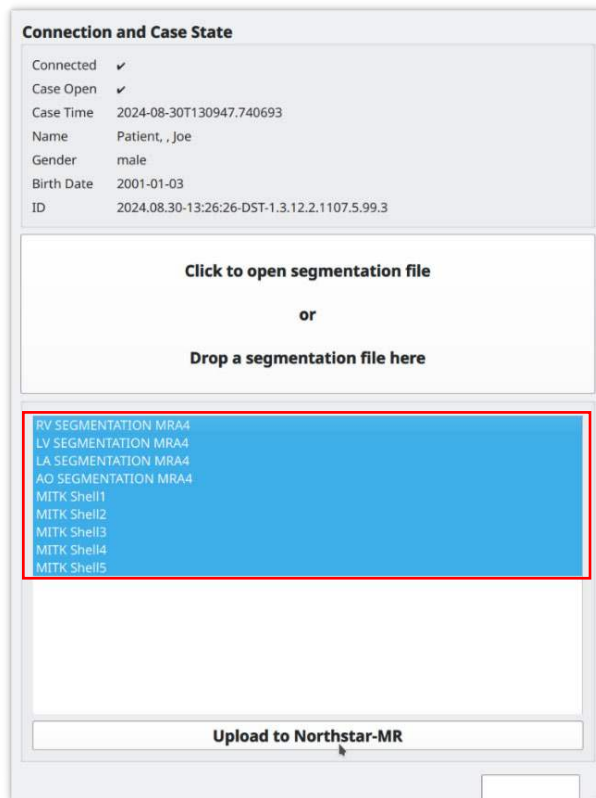 Connection and Case State
Connected ✔
Case Open ✔
Case Time 2024-08-30T130947.740693
Name Patient, , Joe
Gender male
Birth Date 2001-01-03
ID 2024.08.30-13:26:26-DST-1.3.12.2.1107.5.99.3
Click to open segmentation file
or
Drop a segmentation file here
RV SEGMENTATION MRA4
LV SEGMENTATION MRA4
LA SEGMENTATION MRA4
AO SEGMENTATION MRA4
MITK Shell1
MITK Shell2
MITK Shell3
MITK Shell4
MITK Shell5
Upload to Northstar-MR